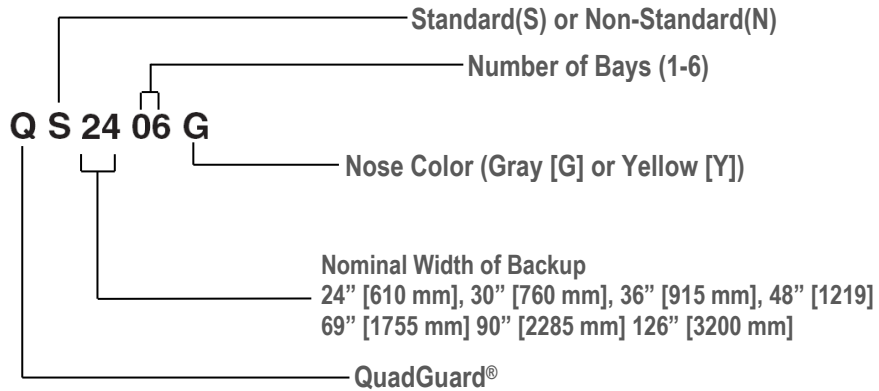 Standard(S) or Non-Standard(N)
Number of Bays (1-6)
Q S 24 06 G
Nose Color (Gray [G] or Yellow [Y])
Nominal Width of Backup
24” [610 mm], 30” [760 mm], 36” [915 mm], 48” [1219]
69” [1755 mm] 90” [2285 mm] 126” [3200 mm]
QuadGuard®